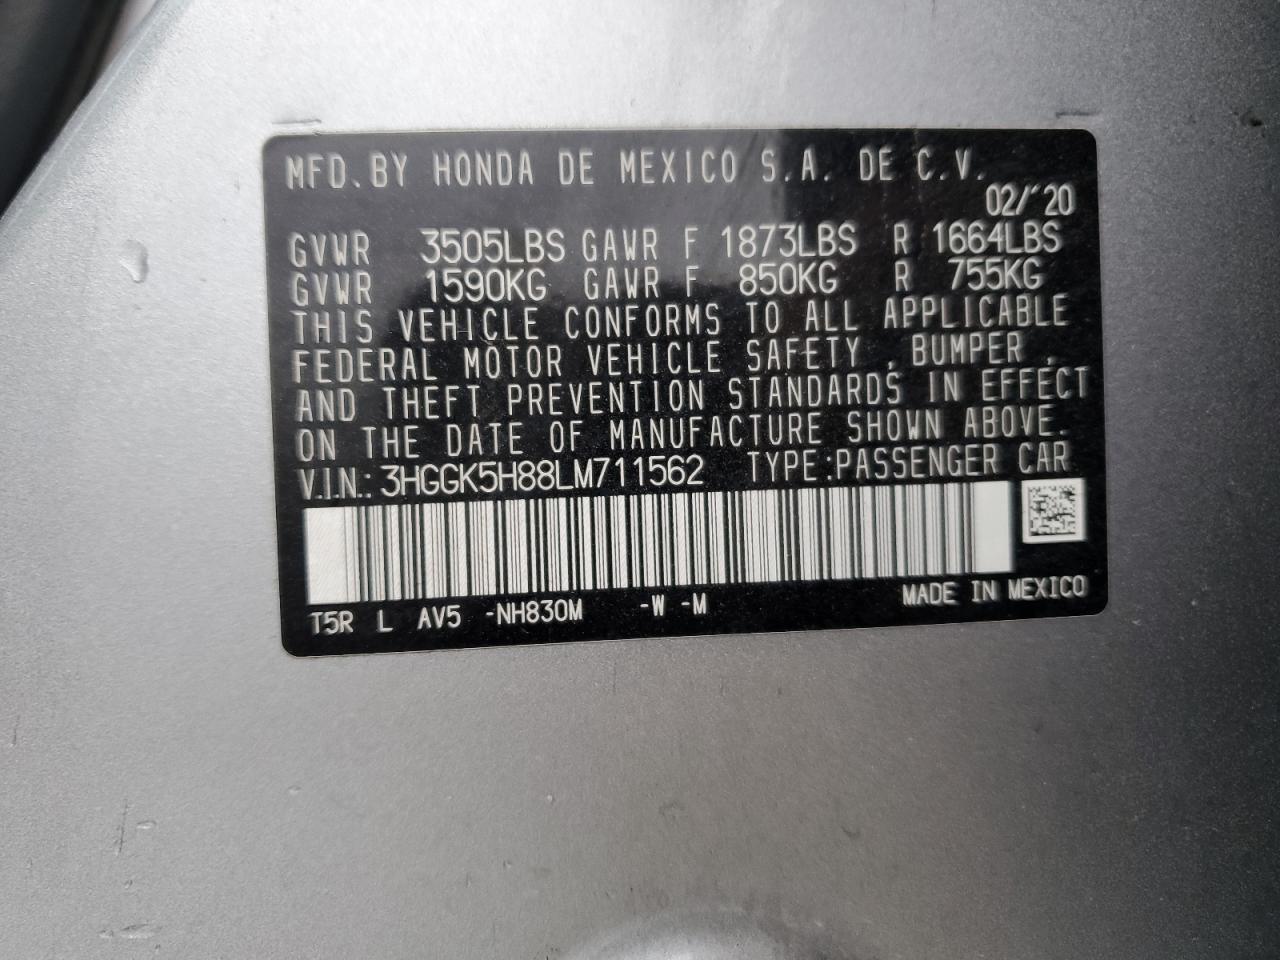 MFD. BY HONDA DE MEXICO S.A. DE C.V.
02/'20
GVWR 3505LBS GAWR F 1873LBS R 1664LBS
GVWR 1590KG GAWR F 850KG R 755KG
THIS VEHICLE CONFORMS TO ALL APPLICABLE
FEDERAL MOTOR VEHICLE SAFETY , BUMPER ,
AND THEFT PREVENTION STANDARDS IN EFFECT
ON THE DATE OF MANUFACTURE SHOWN ABOVE.
V.I.N.: 3HGGK5H88LM711562 TYPE:PASSENGER CAR
T5R L AV5 -NH830M -W -M MADE IN MEXICO